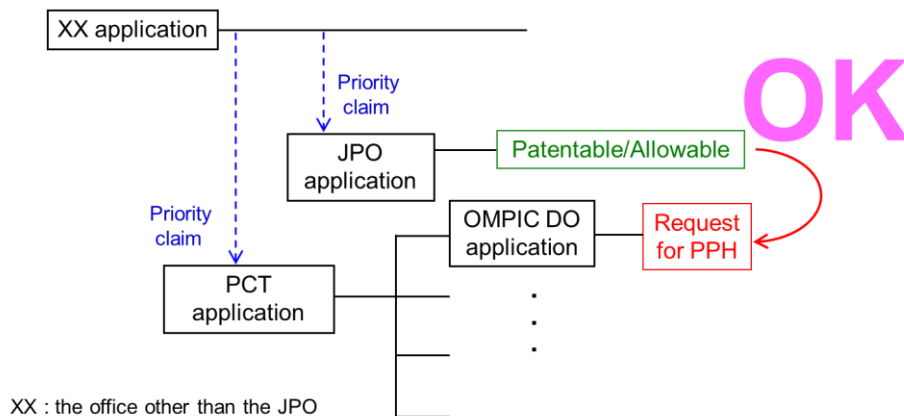 XX application
OK
Priority
claim
JPO
application
Patentable/Allowable
Priority
claim
OMPIC DO
application
Request
for PPH
PCT
application
XX : the office other than the JPO